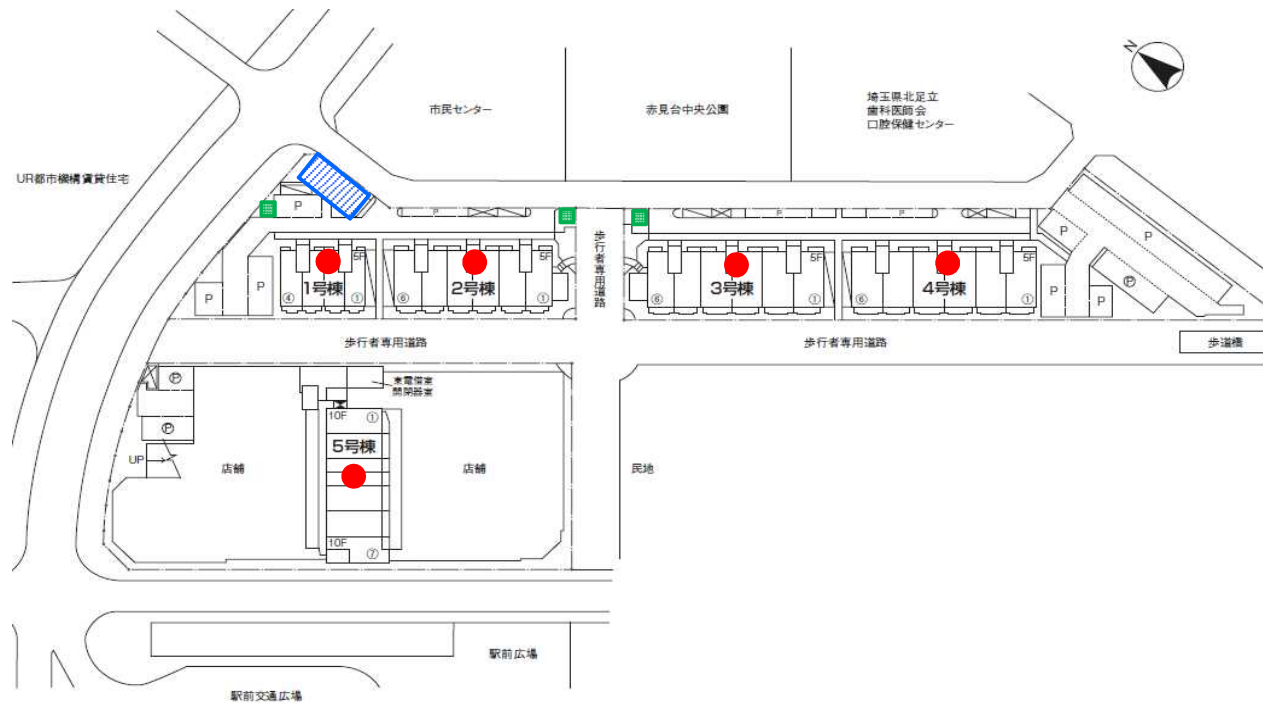 N
市民センター
赤見台中央公園
埼玉県北足立
歯科医師会
口腔保健センター
UR都市機構賃貸住宅
P
P
P
P
P
歩行者専用道路
P
P
P
5F
1号棟
④
①
5F
2号棟
⑥
①
5F
3号棟
⑥
①
5F
4号棟
⑥
①
P
P
P
P
歩行者専用道路
歩行者専用道路
歩道橋
P
P
UP
東電借室
開閉器室
10F
①
5号棟
店舗
店舗
民地
10F
⑦
駅前広場
駅前交通広場